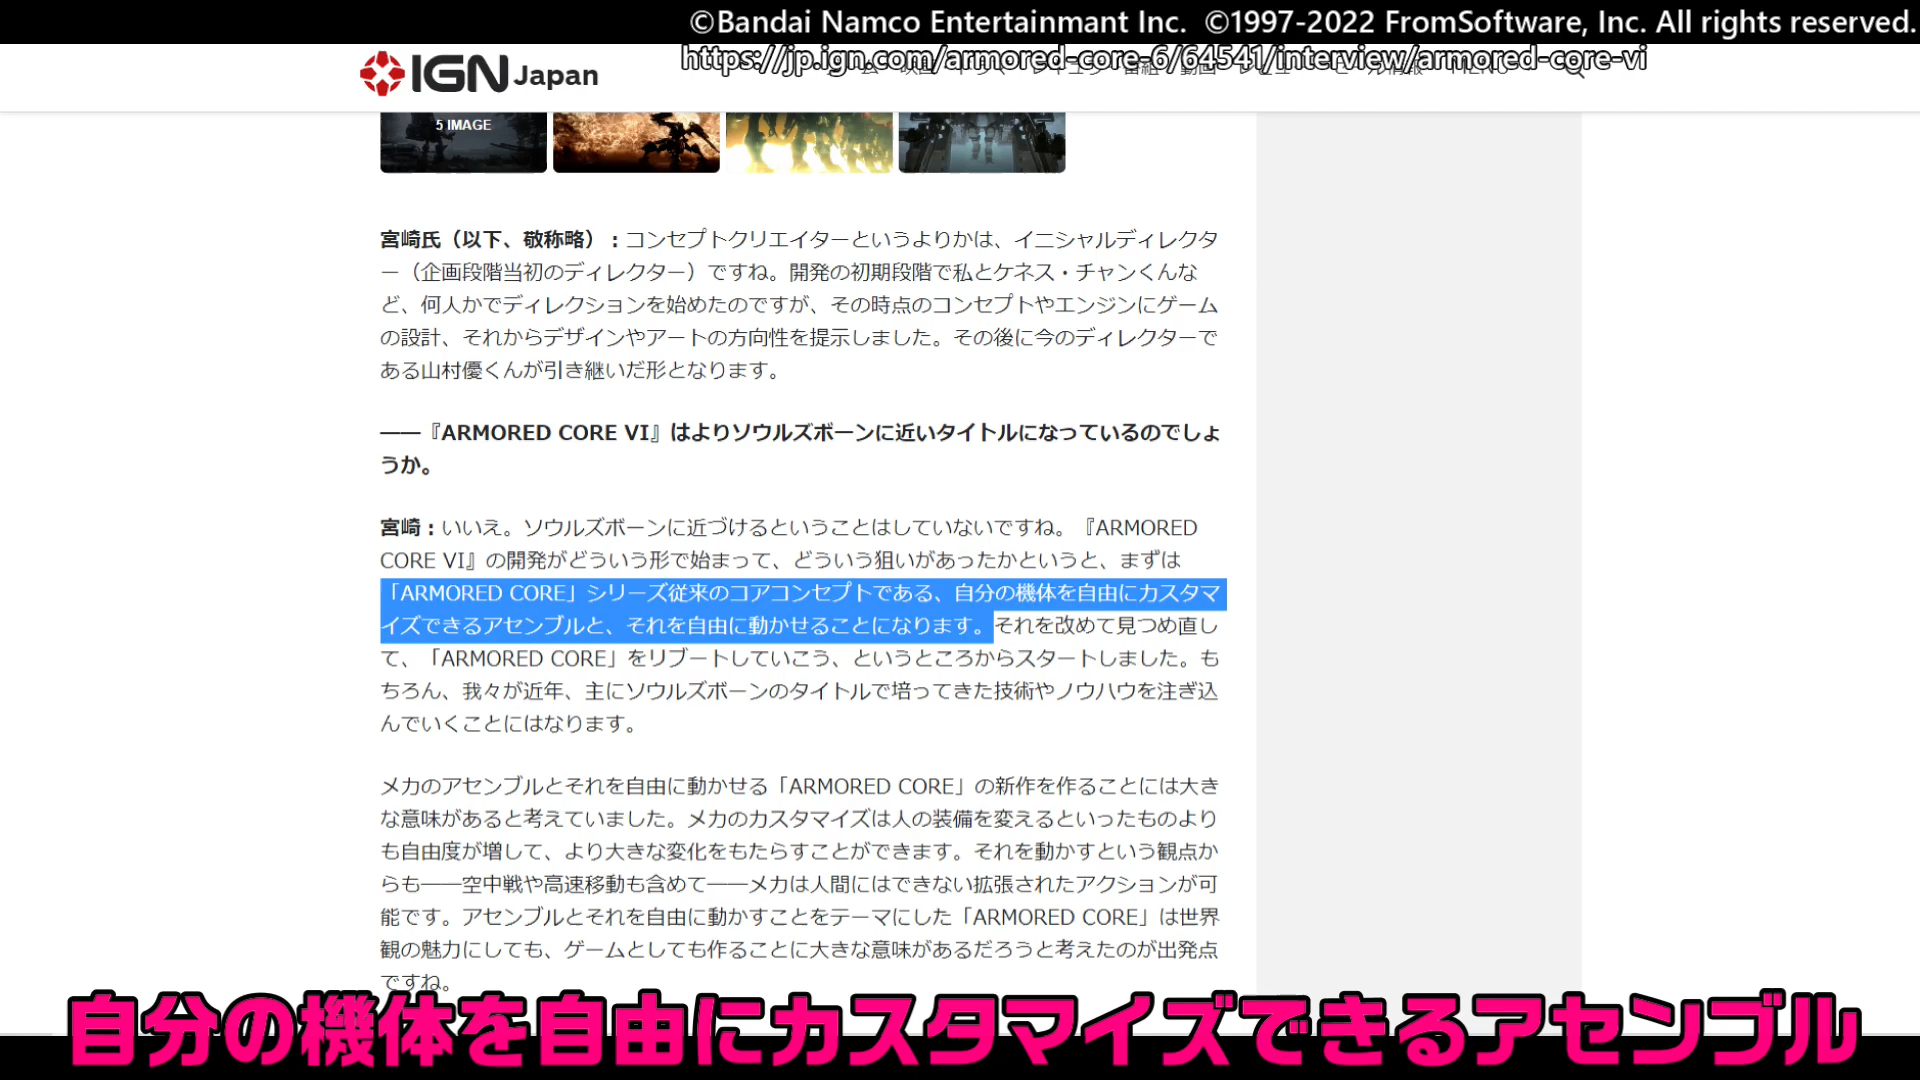 ©Bandai Namco Entertainmant Inc. ©1997-2022 FromSoftware, Inc. All rights reserved.
https://jp.ign.com/armored-core-6/64541/interview/armored-core-vi
IGN Japan
5 IMAGE
宮崎氏（以下、敬称略）：コンセプトクリエイターというよりかは、イニシャルディレクタ
ー（企画段階当初のディレクター）ですね。開発の初期段階で私とケネス・チャンくんな
ど、何人かでディレクションを始めたのですが、その時点のコンセプトやエンジンにゲーム
の設計、それからデザインやアートの方向性を提示しました。その後に今のディレクターで
ある山村優くんが引き継いだ形となります。
――『ARMORED CORE VI』はよりソウルズボーンに近いタイトルになっているのでしょ
うか。
宮崎：いいえ。ソウルズボーンに近づけるということはしていないですね。『ARMORED
CORE VI』の開発がどういう形で始まって、どういう狙いがあったかというと、まずは
「ARMORED CORE」シリーズ従来のコアコンセプトである、自分の機体を自由にカスタマ
イズできるアセンブルと、それを自由に動かせることになります。それを改めて見つめ直し
て、「ARMORED CORE」をリブートしていこう、というところからスタートしました。も
ちろん、我々が近年、主にソウルズボーンのタイトルで培ってきた技術やノウハウを注ぎ込
んでいくことにはなります。
メカのアセンブルとそれを自由に動かせる「ARMORED CORE」の新作を作ることには大き
な意味があると考えていました。メカのカスタマイズは人の装備を変えるといったものより
も自由度が増して、より大きな変化をもたらすことができます。それを動かすという観点か
らも――空中戦や高速移動も含めて――メカは人間にはできない拡張されたアクションが可
能です。アセンブルとそれを自由に動かすことをテーマにした「ARMORED CORE」は世界
観の魅力にしても、ゲームとしても作ることに大きな意味があるだろうと考えたのが出発点
ですね。
自分の機体を自由にカスタマイズできるアセンブル